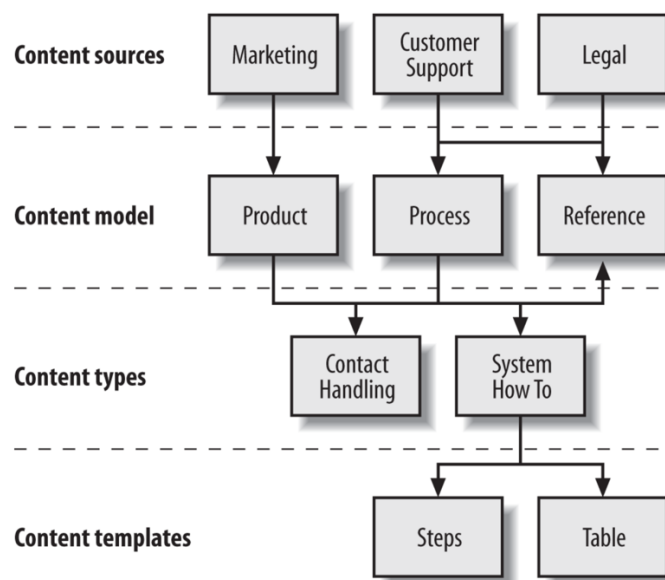 Content sources
Marketing
Customer
Support
Legal
Content model
Product
Process
Reference
Content types
Contact
Handling
System
How To
Content templates
Steps
Table